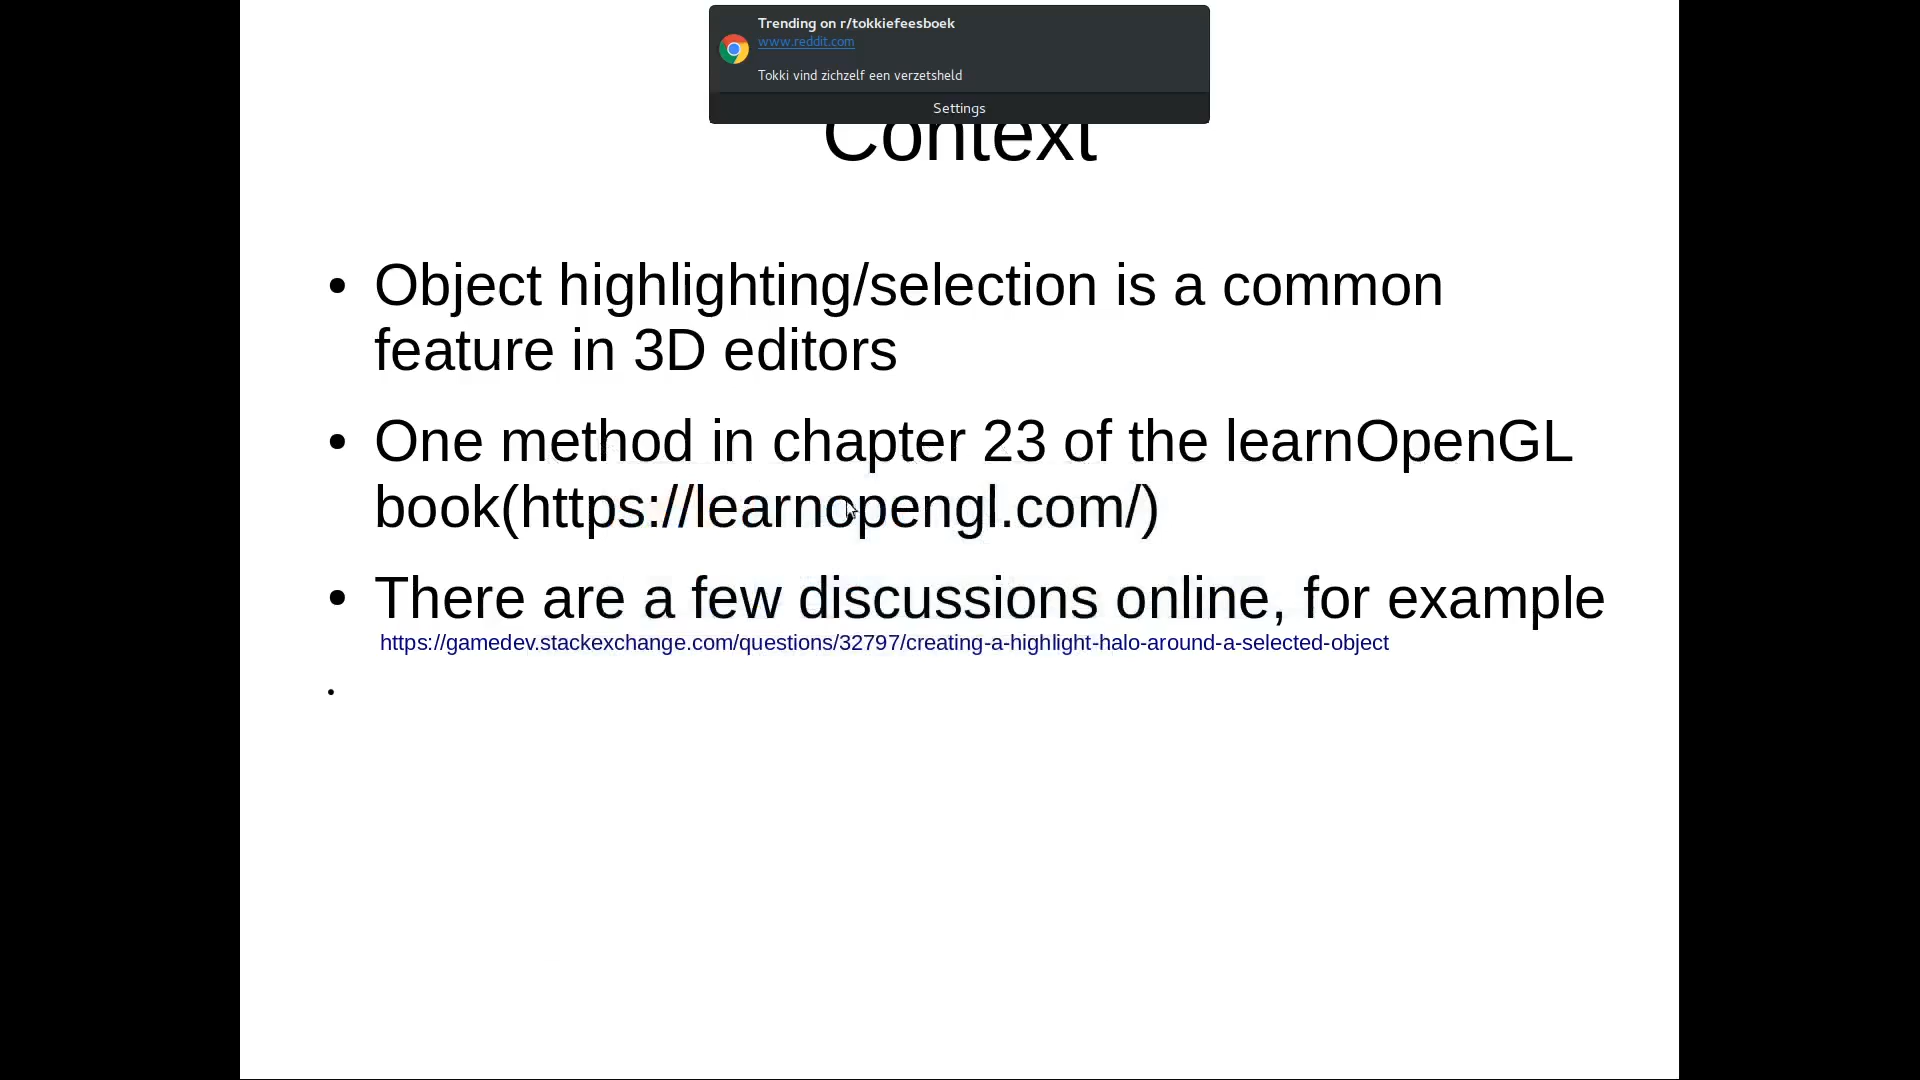 Trending on r/tokkiefeesboek
www.reddit.com
Tokki vind zichzelf een verzetsheld
Settings
Context
• Object highlighting/selection is a common
feature in 3D editors
• One method in chapter 23 of the learnOpenGL
book(https://learnopengl.com/)
• There are a few discussions online, for example
https://gamedev.stackexchange.com/questions/32797/creating-a-highlight-halo-around-a-selected-object
•